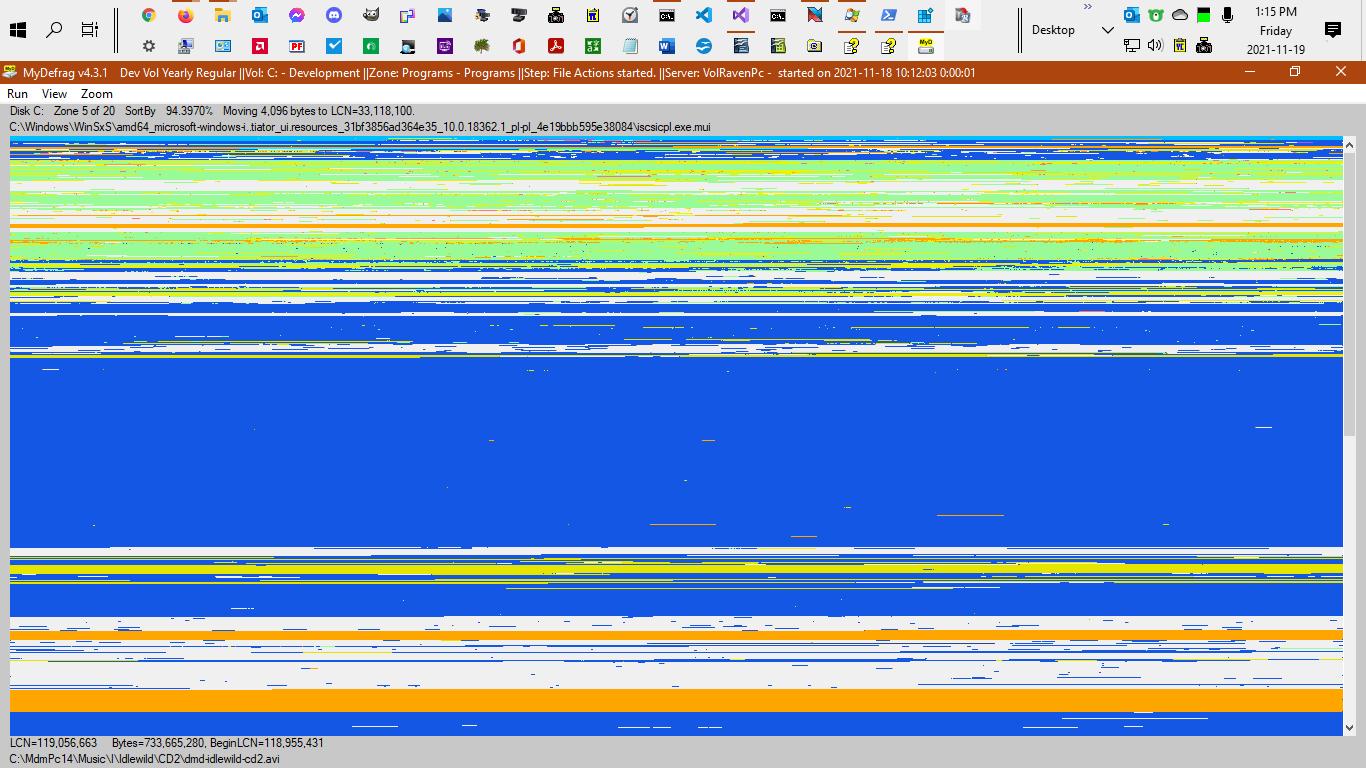 1:15 PM
Desktop
Friday
2021-11-19
MyDefrag v4.3.1 Dev Vol Yearly Regular ||Vol: C: - Development ||Zone: Programs - Programs ||Step: File Actions started. ||Server: VolRavenPc - started on 2021-11-18 10:12:03 0:00:01
Run View Zoom
Disk C: Zone 5 of 20 SortBy 94.3970% Moving 4,096 bytes to LCN=33,118,100.
C:\Windows\WinSxS\amd64_microsoft-windows-i..tiator_ui.resources_31bf3856ad364e35_10.0.18362.1_pl-pl_4e19bbb595e38084\iscsicpl.exe.mui
LCN=119,056,663 Bytes=733,665,280, BeginLCN=118,955,431
C:\MdmPc14\Music\I\Idlewild\CD2\dmd-idlewild-cd2.avi